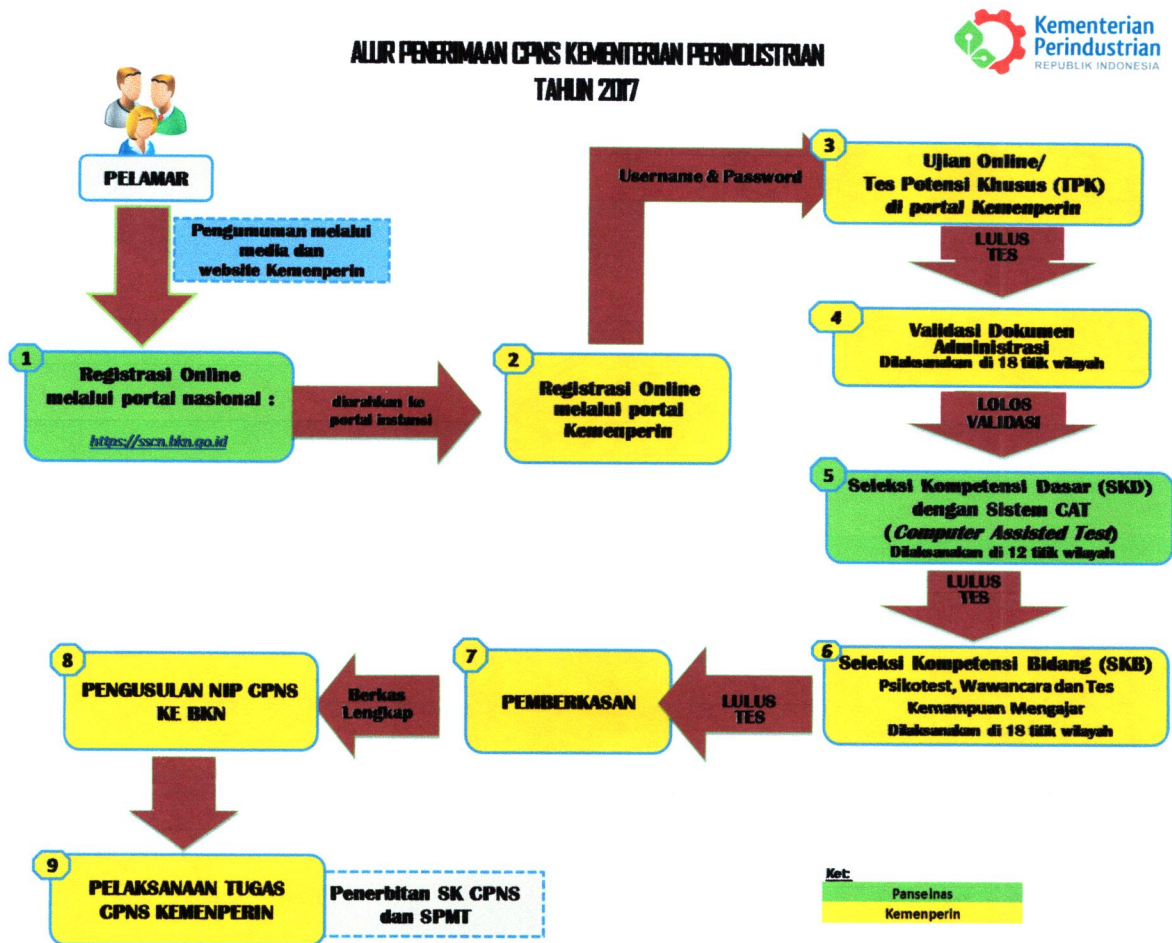 Kementerian
Perindustrian
REPUBLIK INDONESIA
ALUR PENERIMAAN CPNS KEMENTERIAN PERINDUSTRIAN
TAHUN 2017
PELAMAR
Pengumuman melalui
media dan
website Kemenperin
1
Registrasi Online
melalui portal nasional :
https://sscn.bkn.go.id
diarahkan ke
portal instansi
2
Registrasi Online
melalui portal
Kemenperin
Username & Password
3
Ujian Online/
Tes Potensi Khusus (TPK)
di portal Kemenperin
LULUS
TES
4
Validasi Dokumen
Administrasi
Dilaksanakan di 18 titik wilayah
LOLOS
VALIDASI
5
Seleksi Kompetensi Dasar (SKD)
dengan Sistem CAT
(Computer Assisted Test)
Dilaksanakan di 12 titik wilayah
LULUS
TES
6
Seleksi Kompetensi Bidang (SKB)
Psikotest, Wawancara dan Tes
Kemampuan Mengajar
Dilaksanakan di 18 titik wilayah
LULUS
TES
7
PEMBERKASAN
Berkas
Lengkap
8
PENGUSULAN NIP CPNS
KE BKN
9
PELAKSANAAN TUGAS
CPNS KEMENPERIN
Penerbitan SK CPNS
dan SPMT
Ket:
Panselnas
Kemenperin